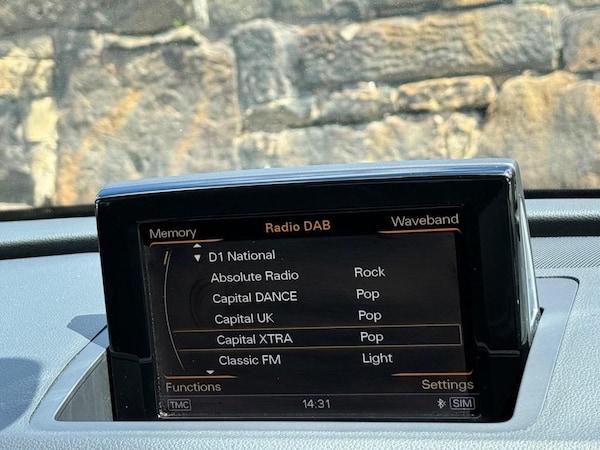 Memory Radio DAB Waveband
D1 National
Absolute Radio Rock
Capital DANCE Pop
Capital UK Pop
Capital XTRA Pop
Classic FM Light
Functions Settings
TMC 14:31 SIM